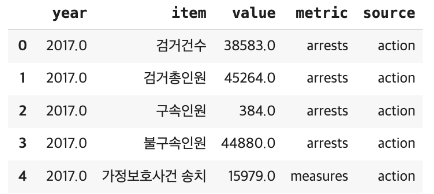 year item value metric source
0 2017.0 검거건수 38583.0 arrests action
1 2017.0 검거총인원 45264.0 arrests action
2 2017.0 구속인원 384.0 arrests action
3 2017.0 불구속인원 44880.0 arrests action
4 2017.0 가정보호사건 송치 15979.0 measures action